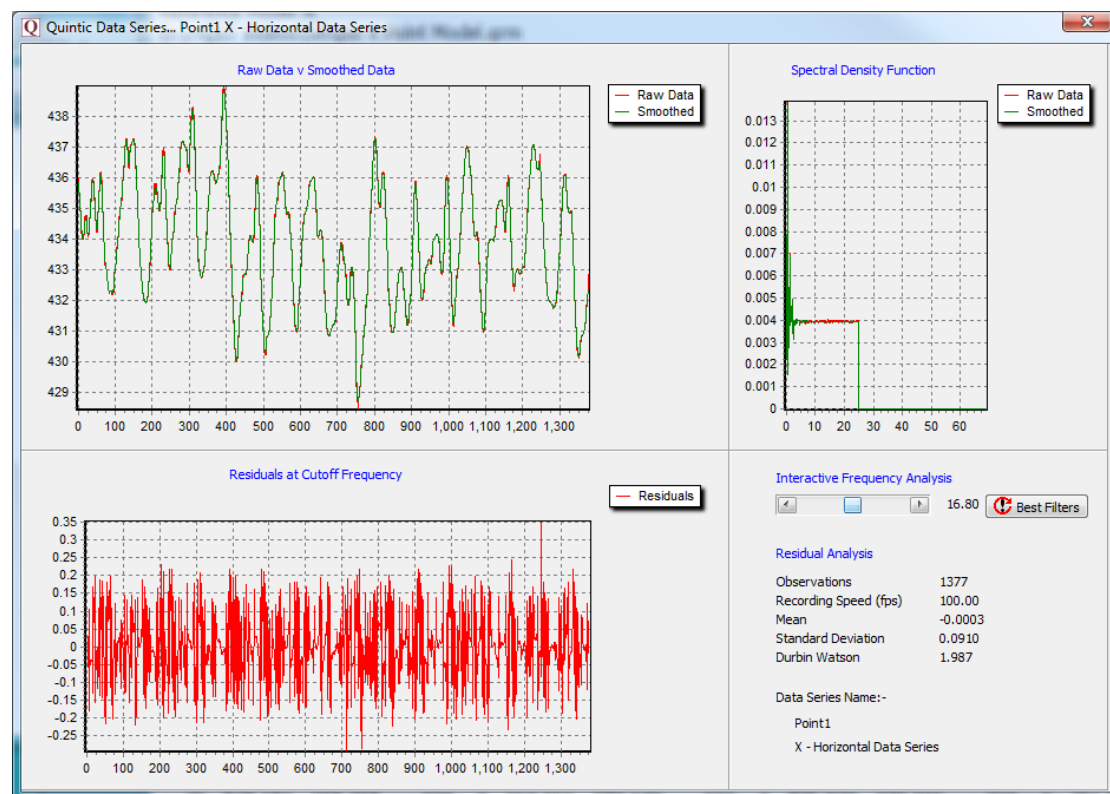 Quintic Data Series... Point1 X - Horizontal Data Series
Raw Data v Smoothed Data
Raw Data
Smoothed
438
437
436
435
434
433
432
431
430
429
0 100 200 300 400 500 600 700 800 900 1,000 1,100 1,200 1,300
Spectral Density Function
Raw Data
Smoothed
0.013
0.012
0.011
0.01
0.009
0.008
0.007
0.006
0.005
0.004
0.003
0.002
0.001
0
0 10 20 30 40 50 60
Residuals at Cutoff Frequency
Residuals
0.35
0.3
0.25
0.2
0.15
0.1
0.05
0
-0.05
-0.1
-0.15
-0.2
-0.25
0 100 200 300 400 500 600 700 800 900 1,000 1,100 1,200 1,300
Interactive Frequency Analysis
16.80 Best Filters
Residual Analysis
Observations 1377
Recording Speed (fps) 100.00
Mean -0.0003
Standard Deviation 0.0910
Durbin Watson 1.987
Data Series Name:-
Point1
X - Horizontal Data Series